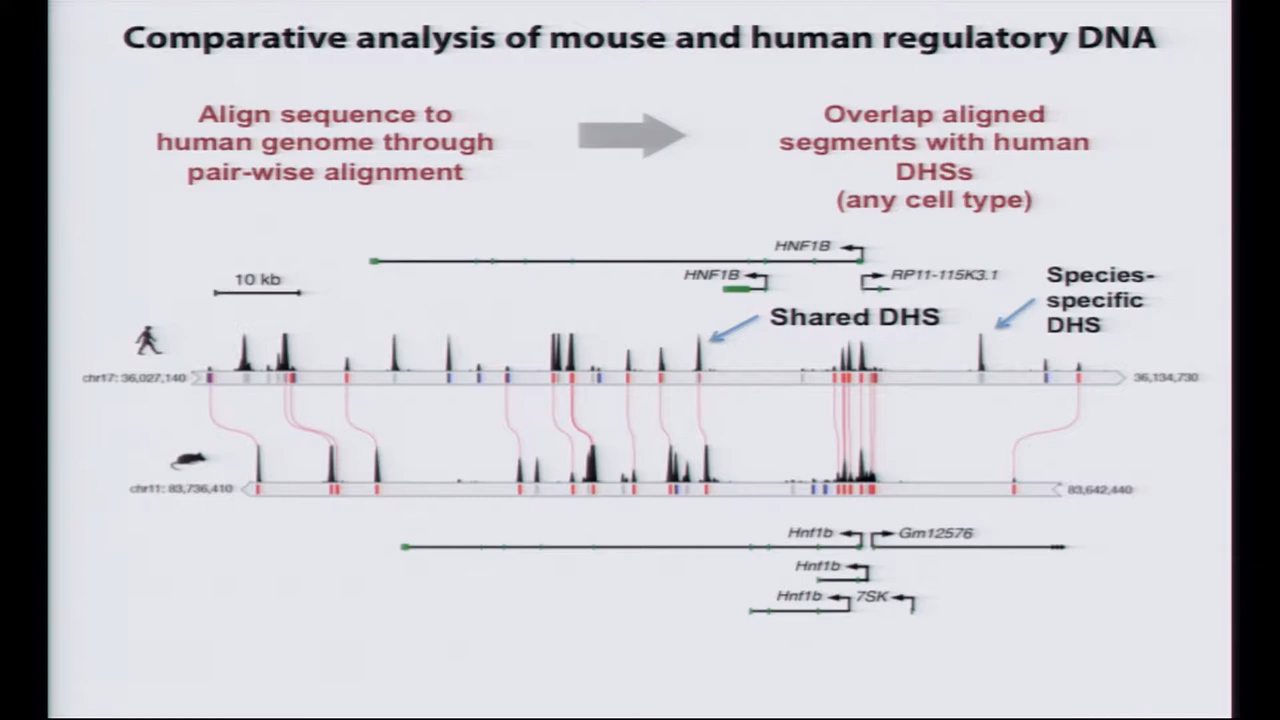 Comparative analysis of mouse and human regulatory DNA
Align sequence to
human genome through
pair-wise alignment
Overlap aligned
segments with human
DHSs
(any cell type)
HNF1B
HNF1B
RP11-115K3.1
10 kb
Species-
specific
DHS
Shared DHS
chr17: 36,027,140
36,134,730
chr11: 83,736,410
83,642,440
Hnf1b
Gm12576
Hnf1b
Hnf1b
7SK